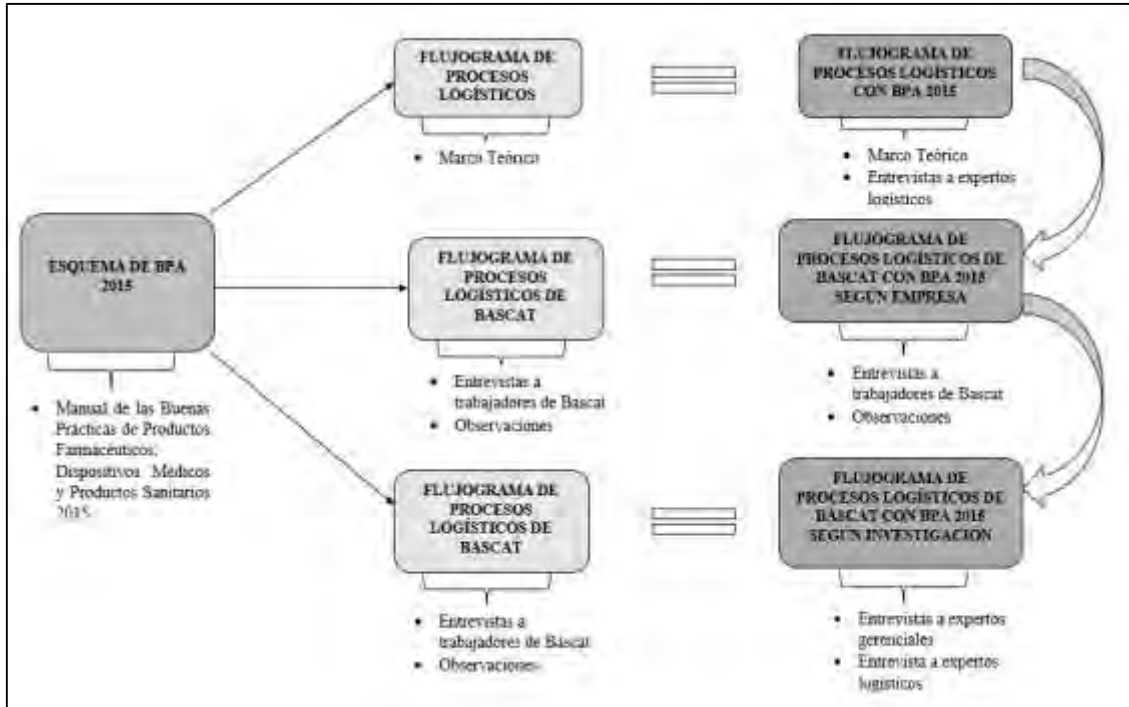 FLUJOGRAMA DE
PROCESOS
LOGÍSTICOS
• Marco Teórico
FLUJOGRAMA DE
PROCESOS LOGÍSTICOS
CON BPA 2015
• Marco Teórico
• Entrevistas a expertos
logísticos
ESQUEMA DE BPA
2015
• Manual de las Buenas
Prácticas de Productos
Farmacéuticos,
Dispositivos Médicos
y Productos Sanitarios
2015
FLUJOGRAMA DE
PROCESOS
LOGÍSTICOS DE
BASCAT
• Entrevistas a
trabajadores de Bascat
• Observaciones
FLUJOGRAMA DE
PROCESOS LOGÍSTICOS DE
BASCAT CON BPA 2015
SEGÚN EMPRESA
• Entrevistas a
trabajadores de Bascat
• Observaciones
FLUJOGRAMA DE
PROCESOS
LOGÍSTICOS DE
BASCAT
• Entrevistas a
trabajadores de Bascat
• Observaciones
FLUJOGRAMA DE
PROCESOS LOGÍSTICOS DE
BASCAT CON BPA 2015
SEGUN INVESTIGACIÓN
• Entrevistas a expertos
gerenciales
• Entrevista a expertos
logísticos